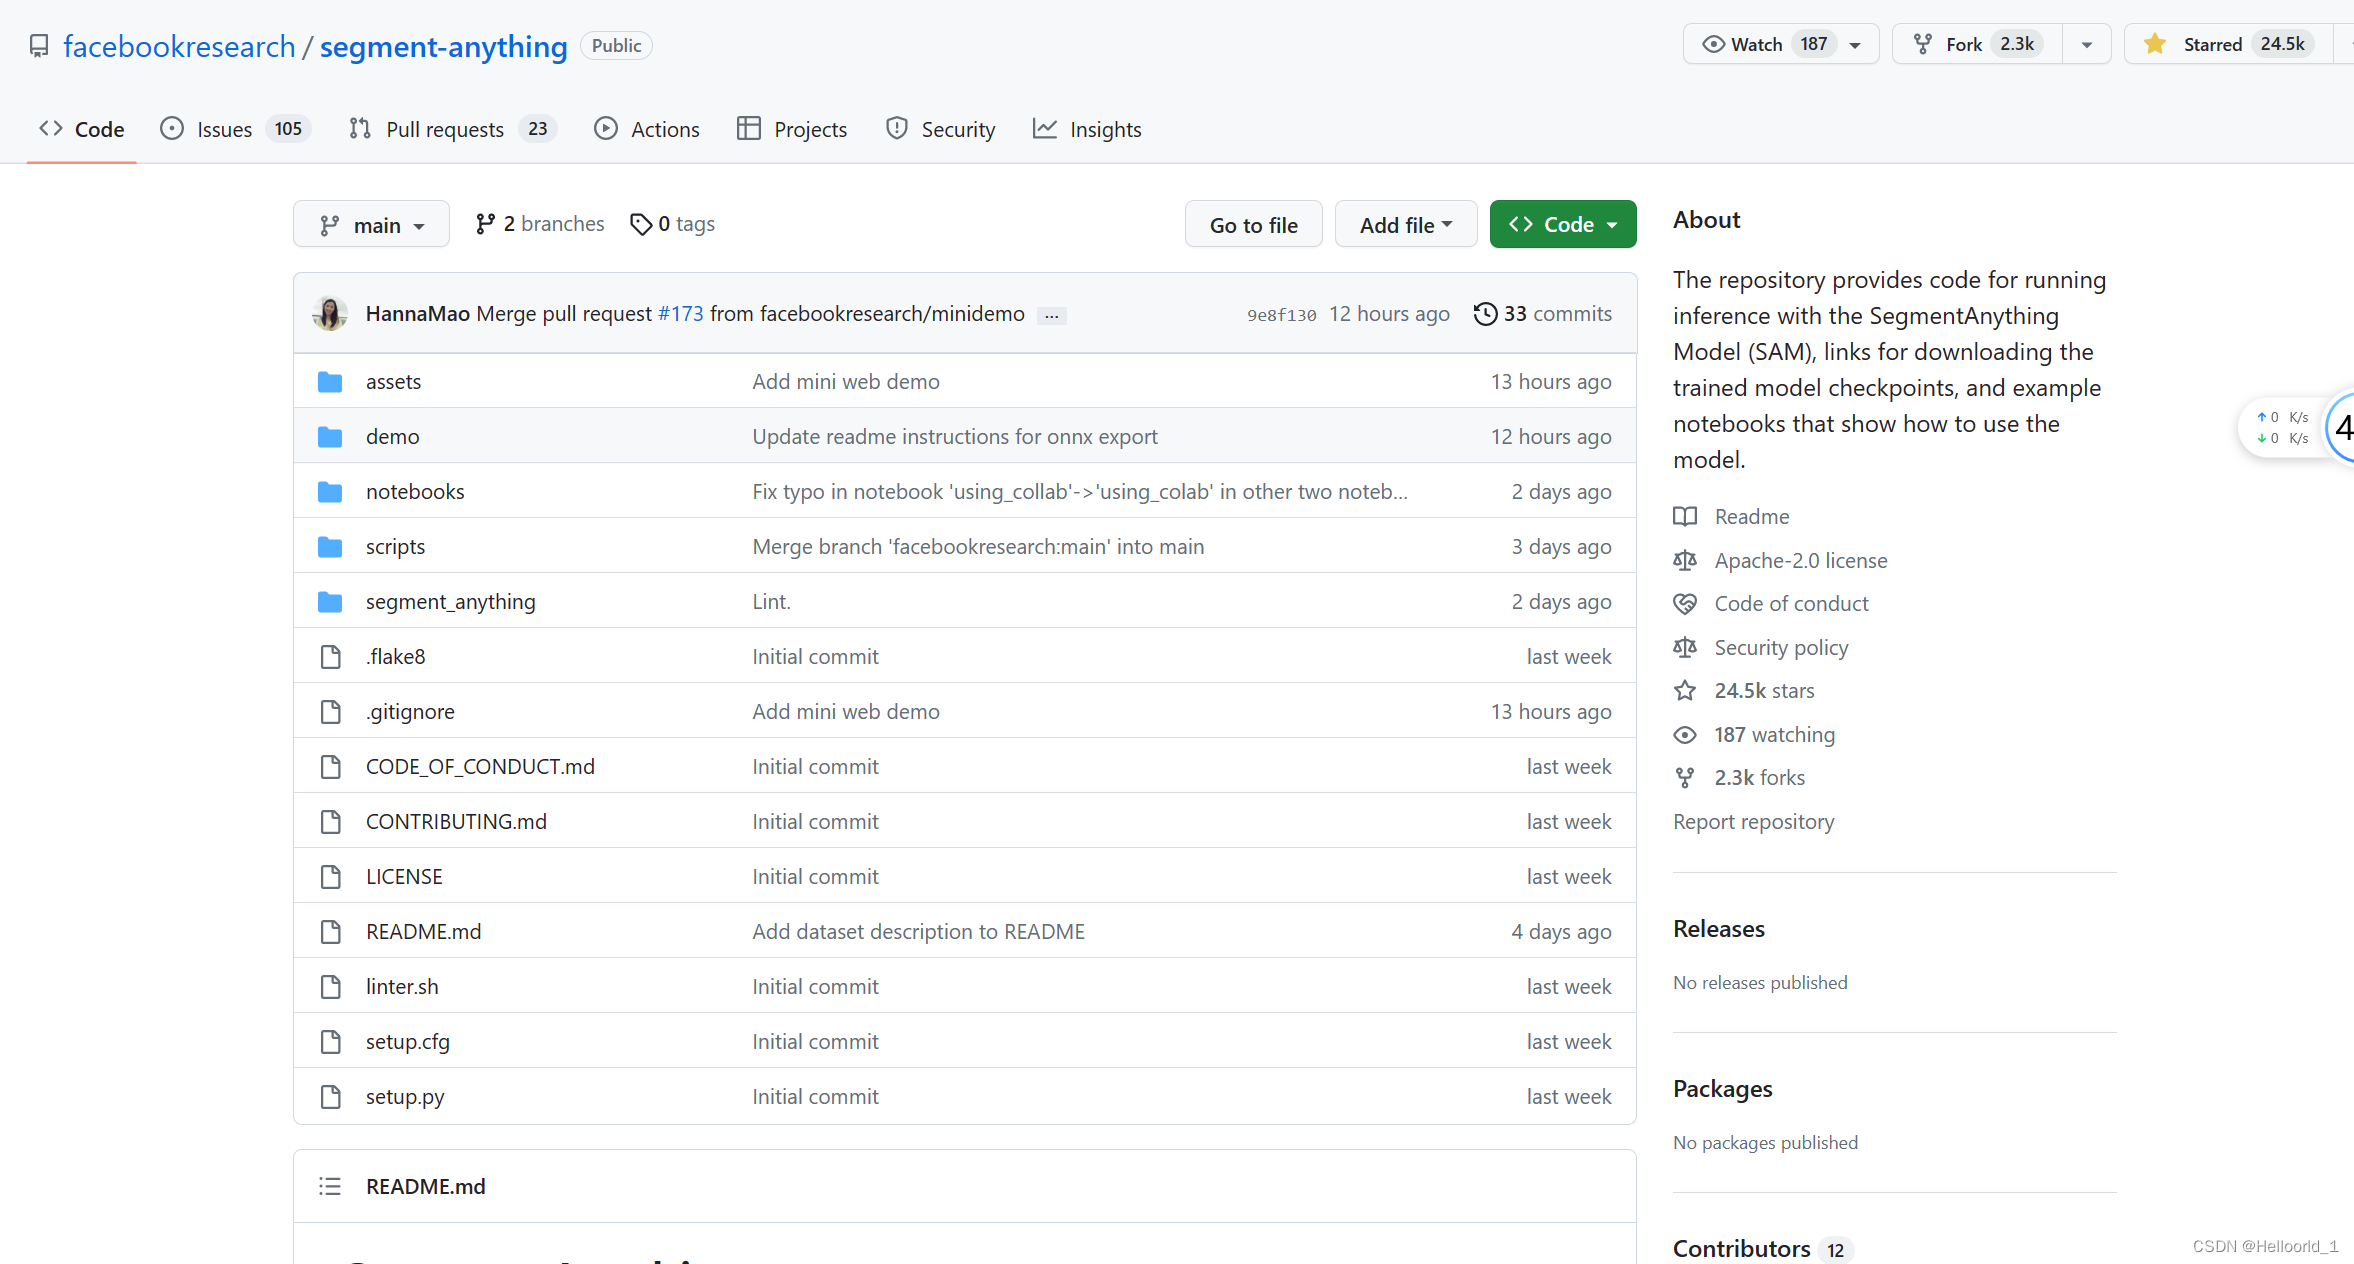 facebookresearch / segment-anything Public
Watch 187 Fork 2.3k Starred 24.5k
Code Issues 105 Pull requests 23 Actions Projects Security Insights
main 2 branches 0 tags Go to file Add file Code
HannaMao Merge pull request #173 from facebookresearch/minidemo ... 9e8f130 12 hours ago 33 commits
assets Add mini web demo 13 hours ago
demo Update readme instructions for onnx export 12 hours ago
notebooks Fix typo in notebook 'using_collab'->'using_colab' in other two noteb... 2 days ago
scripts Merge branch 'facebookresearch:main' into main 3 days ago
segment_anything Lint. 2 days ago
.flake8 Initial commit last week
.gitignore Add mini web demo 13 hours ago
CODE_OF_CONDUCT.md Initial commit last week
CONTRIBUTING.md Initial commit last week
LICENSE Initial commit last week
README.md Add dataset description to README 4 days ago
linter.sh Initial commit last week
setup.cfg Initial commit last week
setup.py Initial commit last week
README.md
About
The repository provides code for running
inference with the SegmentAnything
Model (SAM), links for downloading the
trained model checkpoints, and example
notebooks that show how to use the
model.
Readme
Apache-2.0 license
Code of conduct
Security policy
24.5k stars
187 watching
2.3k forks
Report repository
Releases
No releases published
Packages
No packages published
Contributors 12
0 K/s
0 K/s
4
CSDN @Helloorld_1